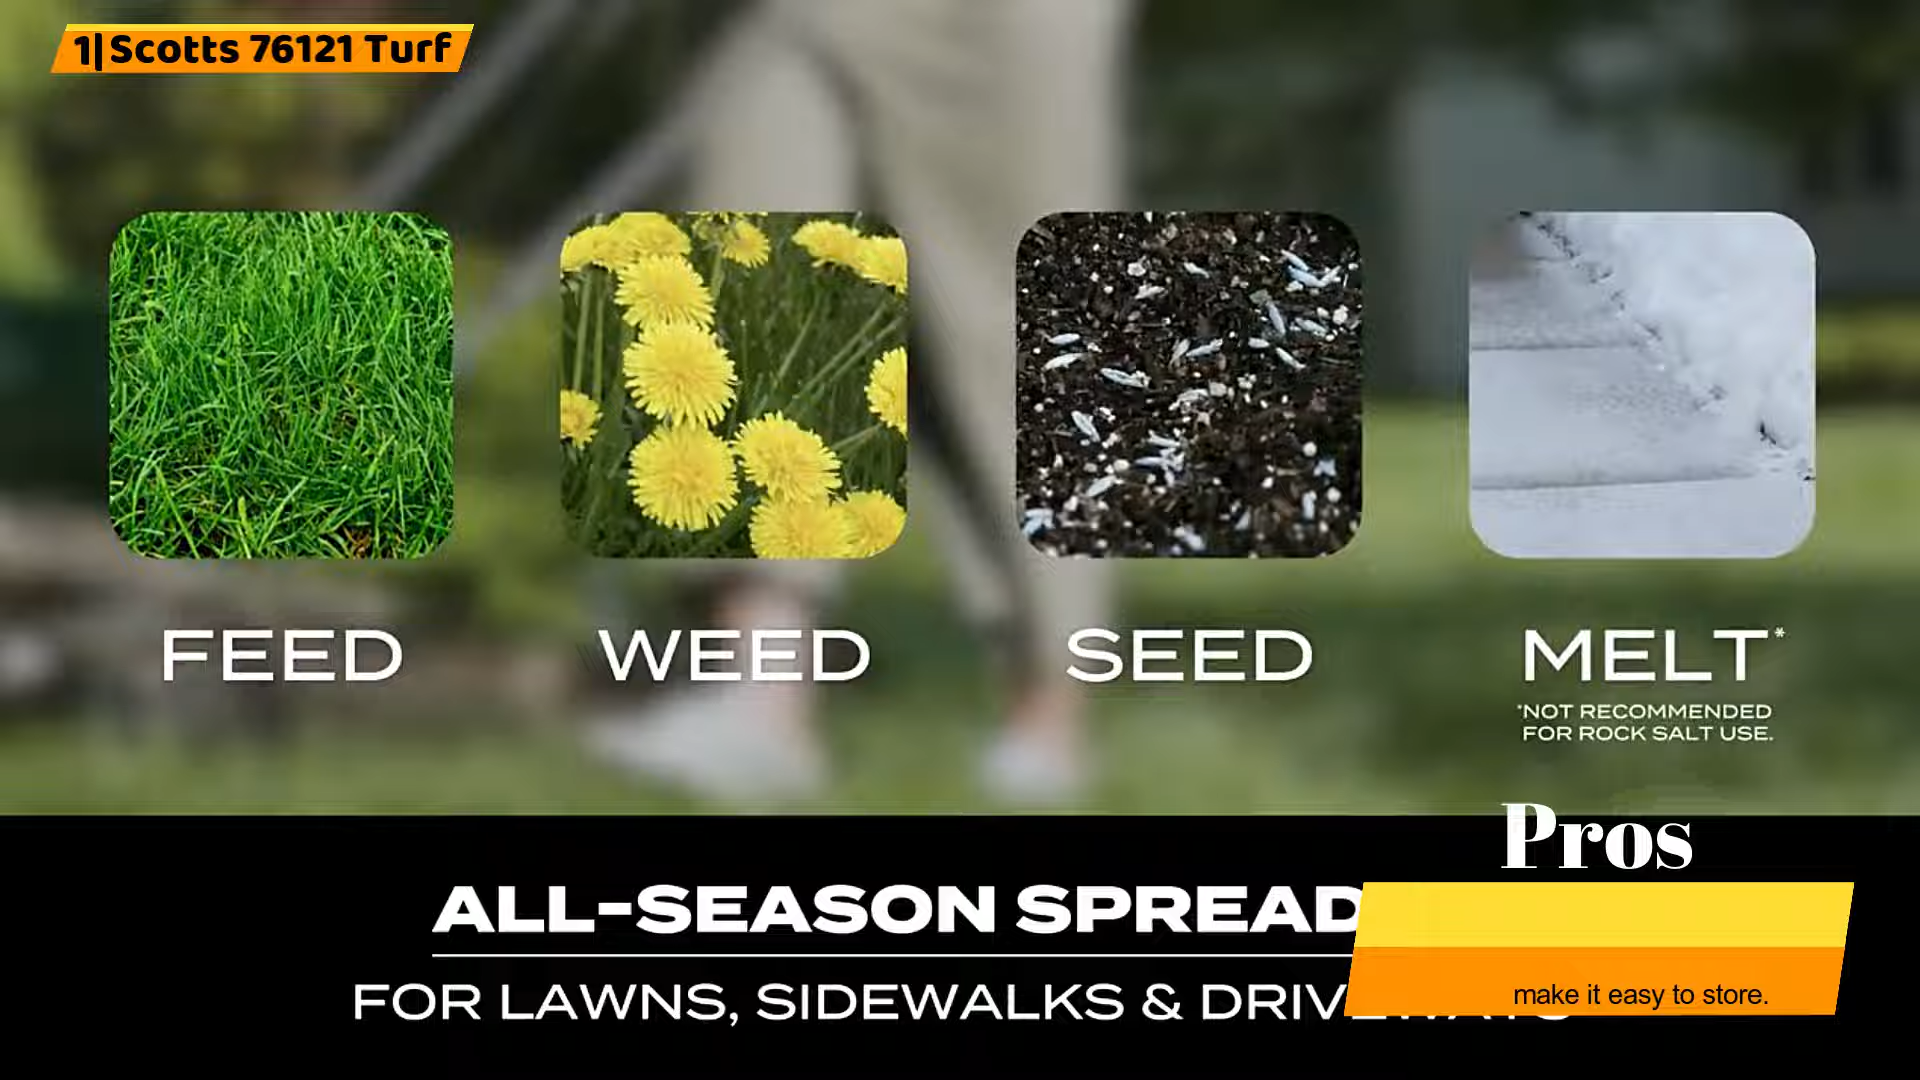 1|Scotts 76121 Turf
FEED
WEED
SEED
MELT*
*NOT RECOMMENDED
FOR ROCK SALT USE.
Pros
ALL-SEASON SPREAD
FOR LAWNS, SIDEWALKS &
make it easy to store.